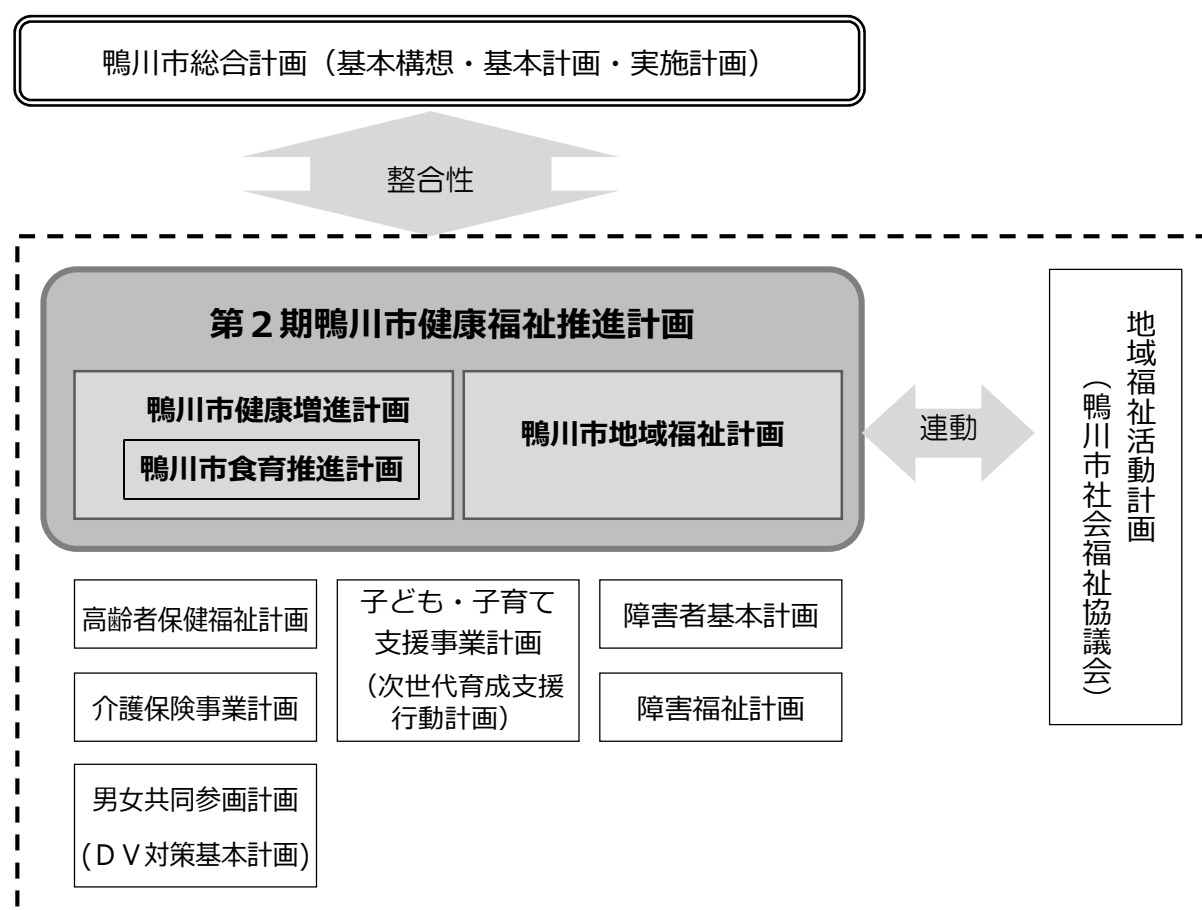 鴨川市総合計画（基本構想・基本計画・実施計画）
整合性
第２期鴨川市健康福祉推進計画
鴨川市健康増進計画
鴨川市食育推進計画
鴨川市地域福祉計画
連動
地域福祉活動計画
（鴨川市社会福祉協議会）
高齢者保健福祉計画
子ども・子育て
支援事業計画
（次世代育成支援
行動計画）
障害者基本計画
介護保険事業計画
障害福祉計画
男女共同参画計画
(ＤＶ対策基本計画)